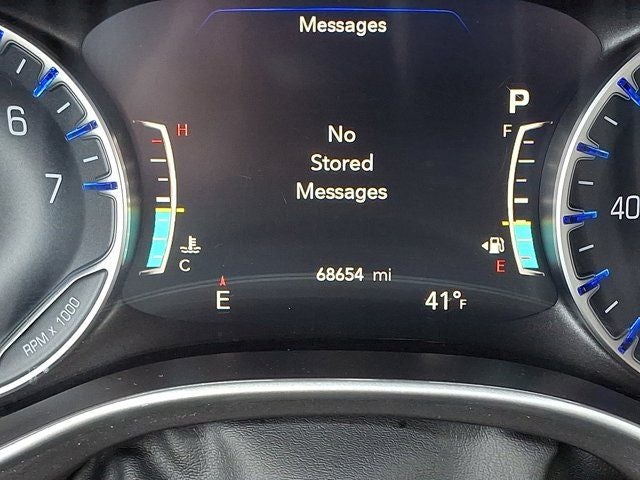 Messages
P
6
H
F
No
Stored
Messages
7
40
C
E
68654 mi
E
41°F
RPM X 1000